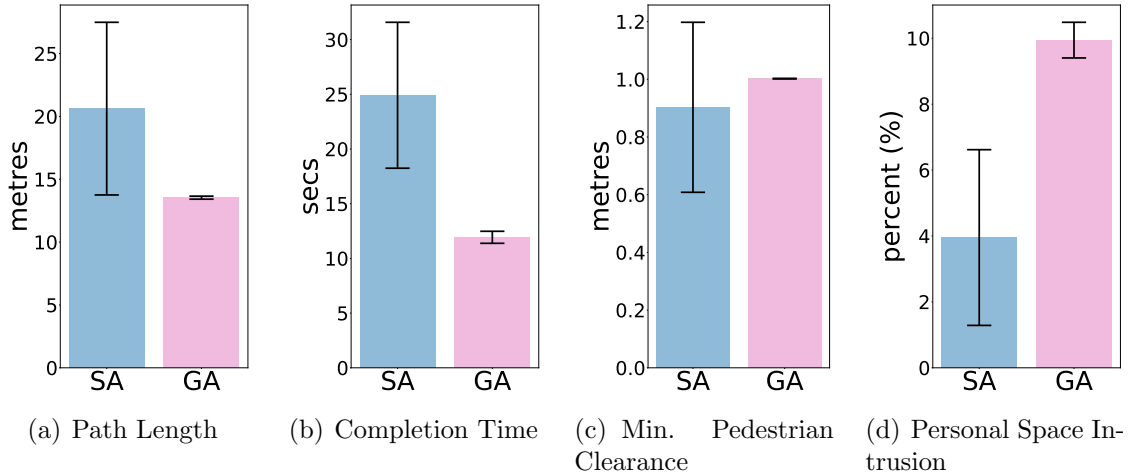 metres
25
20
15
10
5
0
SA GA
(a) Path Length
secs
30
25
20
15
10
5
0
SA GA
(b) Completion Time
metres
1.2
1.0
0.8
0.6
0.4
0.2
0.0
SA GA
(c) Min. Pedestrian
Clearance
percent (%)
10
8
6
4
2
0
SA GA
(d) Personal Space In-
trusion